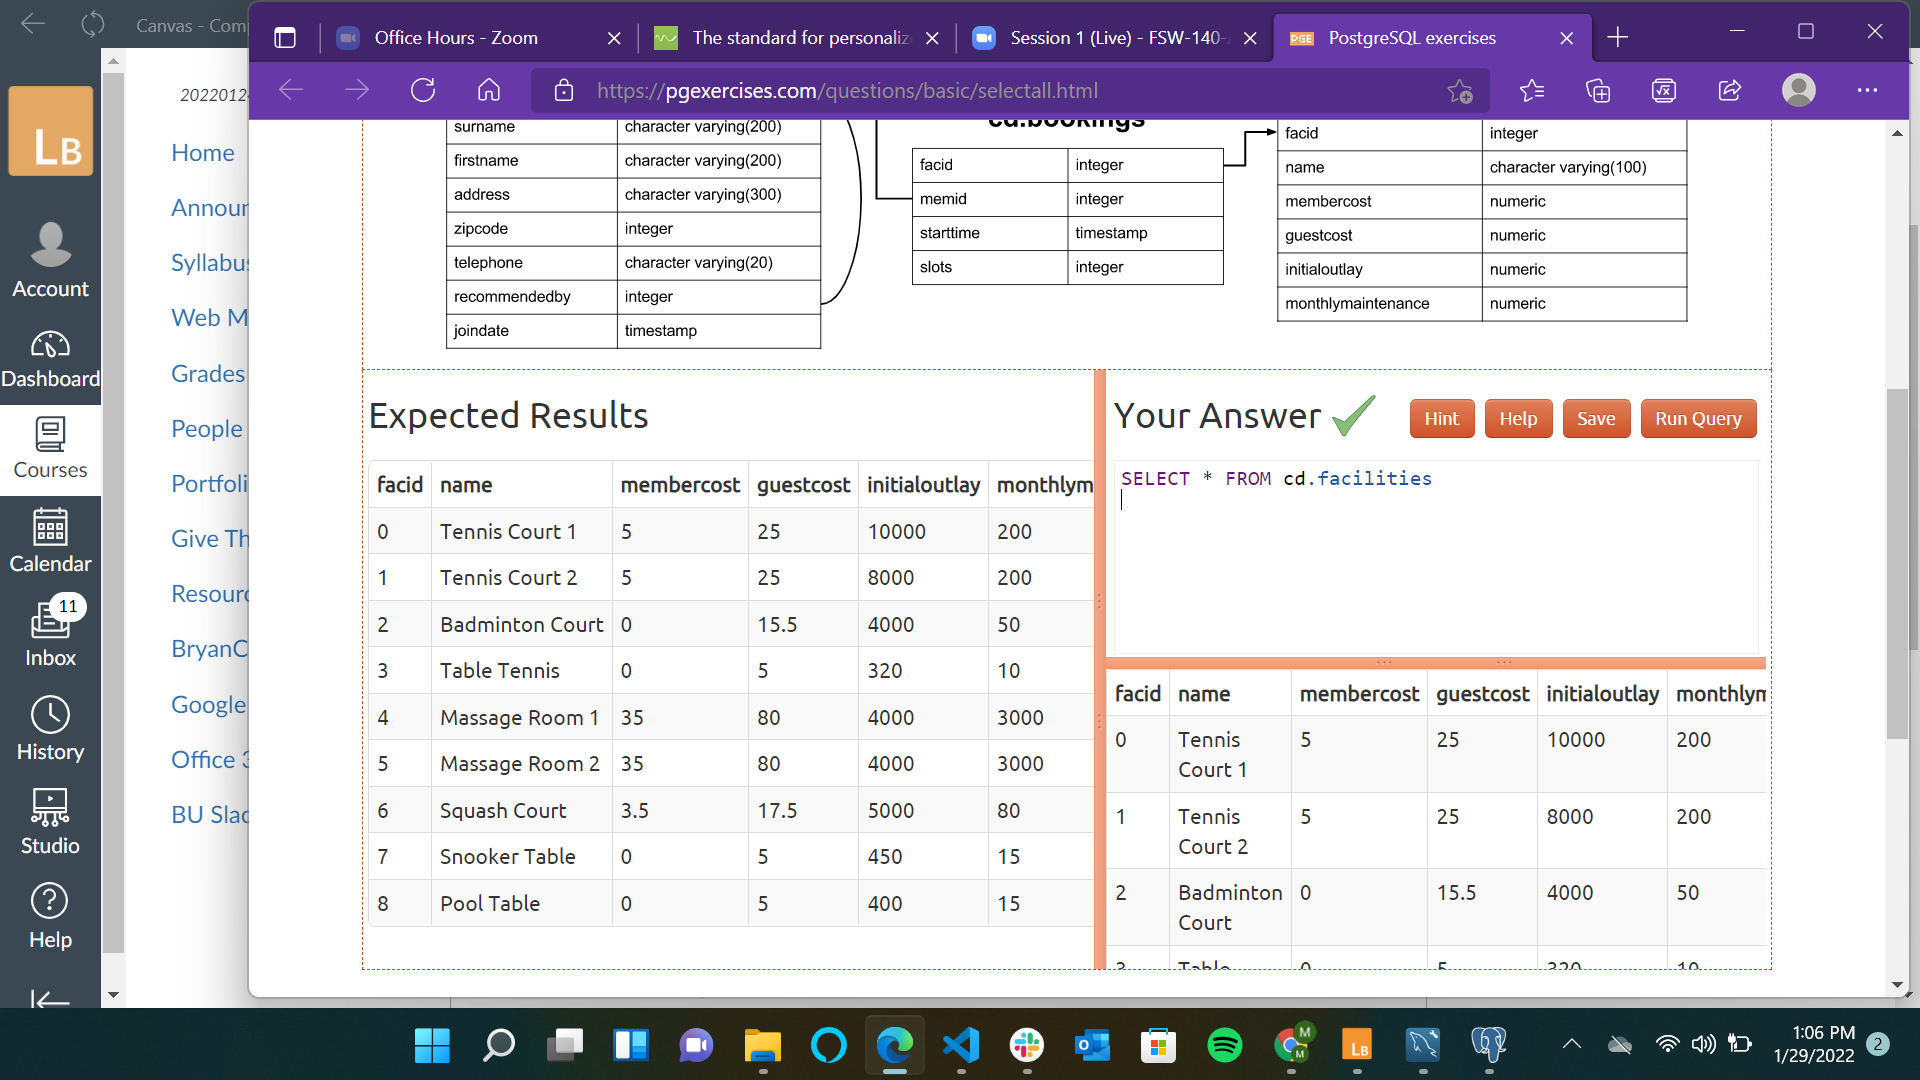 Canvas - Com
Office Hours - Zoom
The standard for personaliz
Session 1 (Live) - FSW-140-
PGE
PostgreSQL exercises
https://pgexercises.com/questions/basic/selectall.html
LB
Account
Dashboard
Courses
Calendar
11
Inbox
History
Studio
Help
2022012
Home
Announ
Syllabus
Web M
Grades
People
Portfoli
Give Th
Resourc
BryanC
Google
Office 3
BU Slac
surname character varying(200)
firstname character varying(200)
address character varying(300)
zipcode integer
telephone character varying(20)
recommendedby integer
joindate timestamp
cd.bookings
facid integer
memid integer
starttime timestamp
slots integer
facid integer
name character varying(100)
membercost numeric
guestcost numeric
initialoutlay numeric
monthlymaintenance numeric
Expected Results
facid name membercost guestcost initialoutlay monthlym
0 Tennis Court 1 5 25 10000 200
1 Tennis Court 2 5 25 8000 200
2 Badminton Court 0 15.5 4000 50
3 Table Tennis 0 5 320 10
4 Massage Room 1 35 80 4000 3000
5 Massage Room 2 35 80 4000 3000
6 Squash Court 3.5 17.5 5000 80
7 Snooker Table 0 5 450 15
8 Pool Table 0 5 400 15
Your Answer
Hint
Help
Save
Run Query
SELECT * FROM cd.facilities
facid name membercost guestcost initialoutlay monthlym
0 Tennis Court 1 5 25 10000 200
1 Tennis Court 2 5 25 8000 200
2 Badminton Court 0 15.5 4000 50
3 Table 0 5 320 10
M
M
LB
1:06 PM
1/29/2022
2